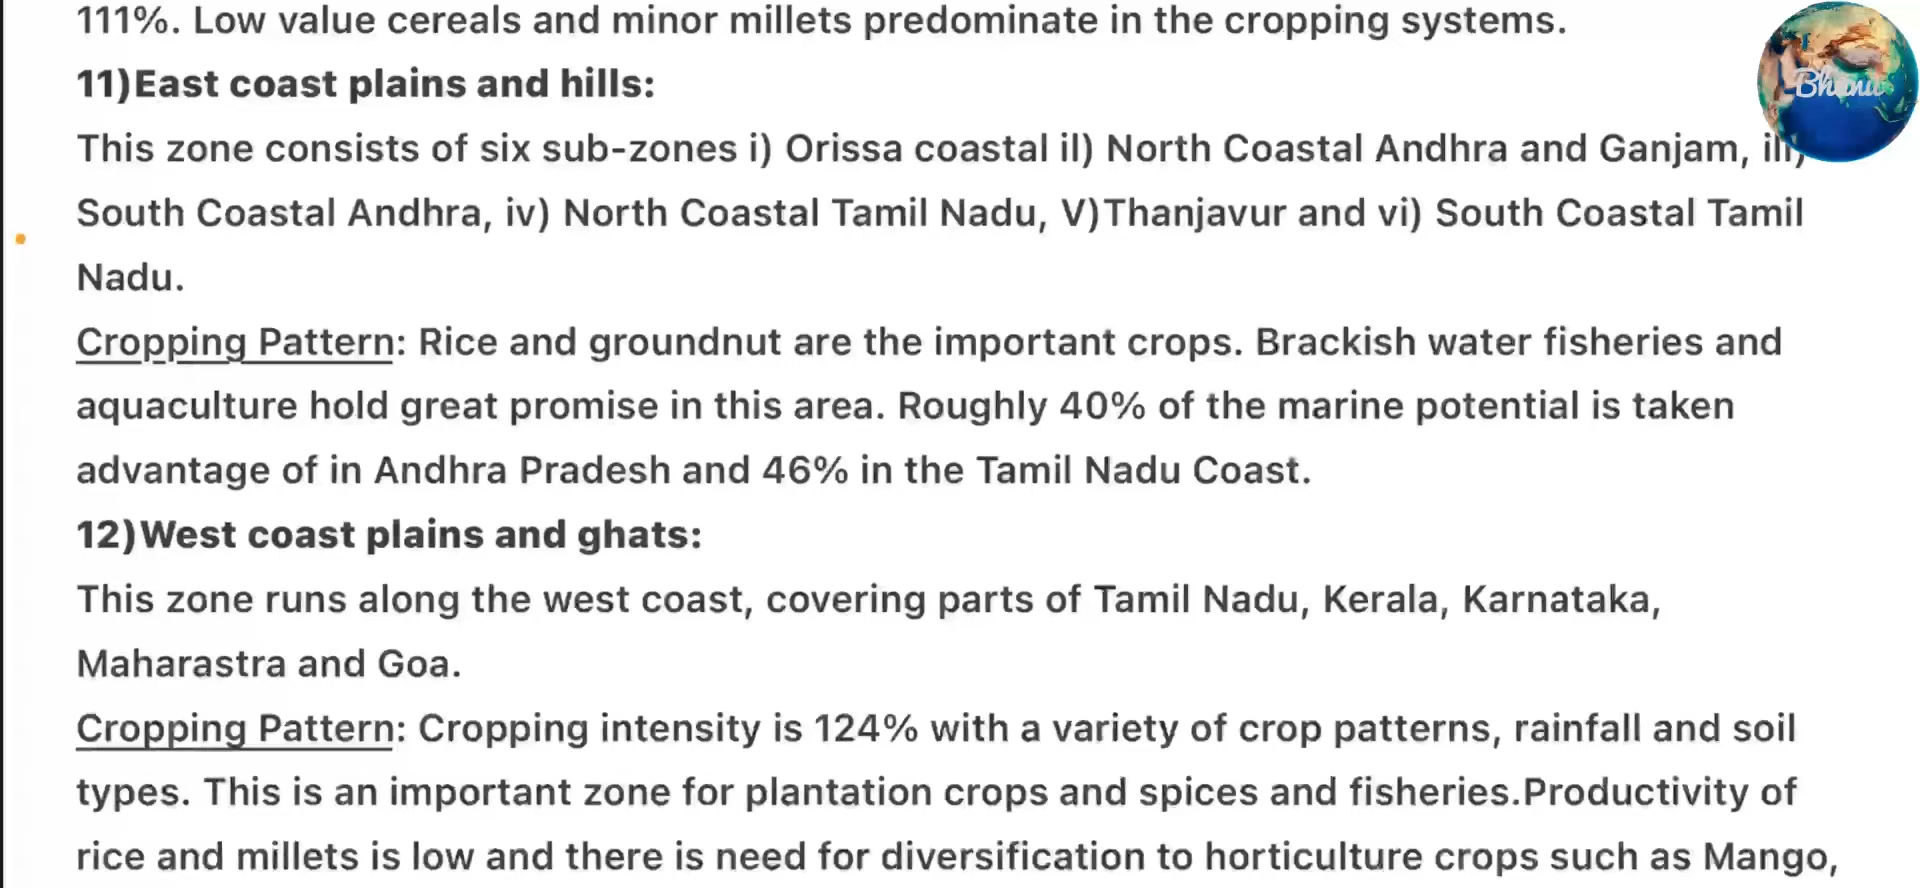 111%. Low value cereals and minor millets predominate in the cropping systems.
11)East coast plains and hills:
Bhanu
This zone consists of six sub-zones i) Orissa coastal il) North Coastal Andhra and Ganjam, ill)
South Coastal Andhra, iv) North Coastal Tamil Nadu, V)Thanjavur and vi) South Coastal Tamil
Nadu.
Cropping Pattern: Rice and groundnut are the important crops. Brackish water fisheries and
aquaculture hold great promise in this area. Roughly 40% of the marine potential is taken
advantage of in Andhra Pradesh and 46% in the Tamil Nadu Coast.
12)West coast plains and ghats:
This zone runs along the west coast, covering parts of Tamil Nadu, Kerala, Karnataka,
Maharastra and Goa.
Cropping Pattern: Cropping intensity is 124% with a variety of crop patterns, rainfall and soil
types. This is an important zone for plantation crops and spices and fisheries.Productivity of
rice and millets is low and there is need for diversification to horticulture crops such as Mango,